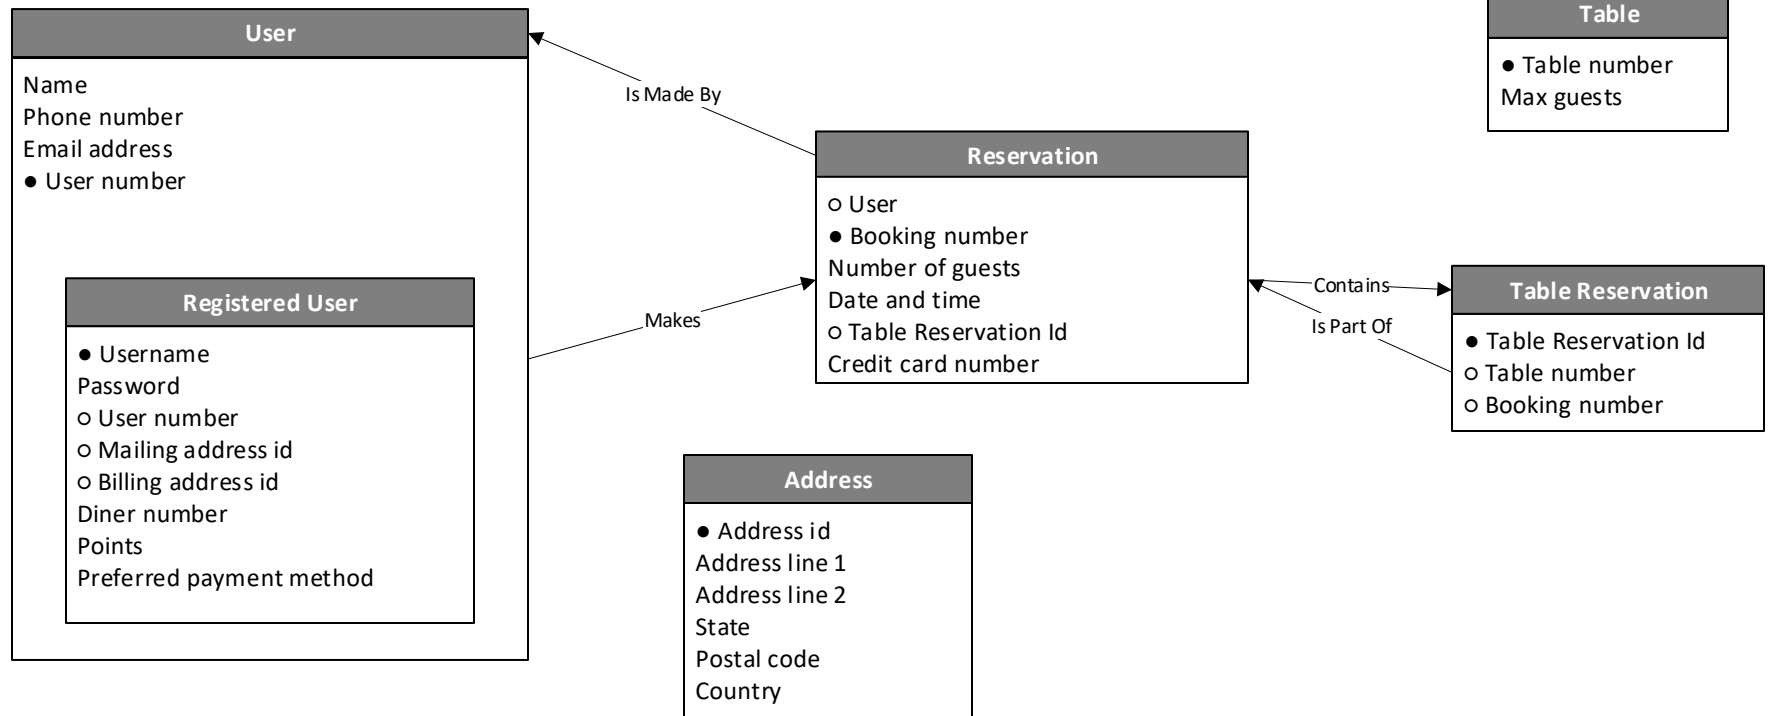 User
Name
Phone number
Email address
● User number
Registered User
● Username
Password
○ User number
○ Mailing address id
○ Billing address id
Diner number
Points
Preferred payment method
Is Made By
Makes
Reservation
○ User
● Booking number
Number of guests
Date and time
○ Table Reservation Id
Credit card number
Address
● Address id
Address line 1
Address line 2
State
Postal code
Country
Contains
Is Part Of
Table
● Table number
Max guests
Table Reservation
● Table Reservation Id
○ Table number
○ Booking number